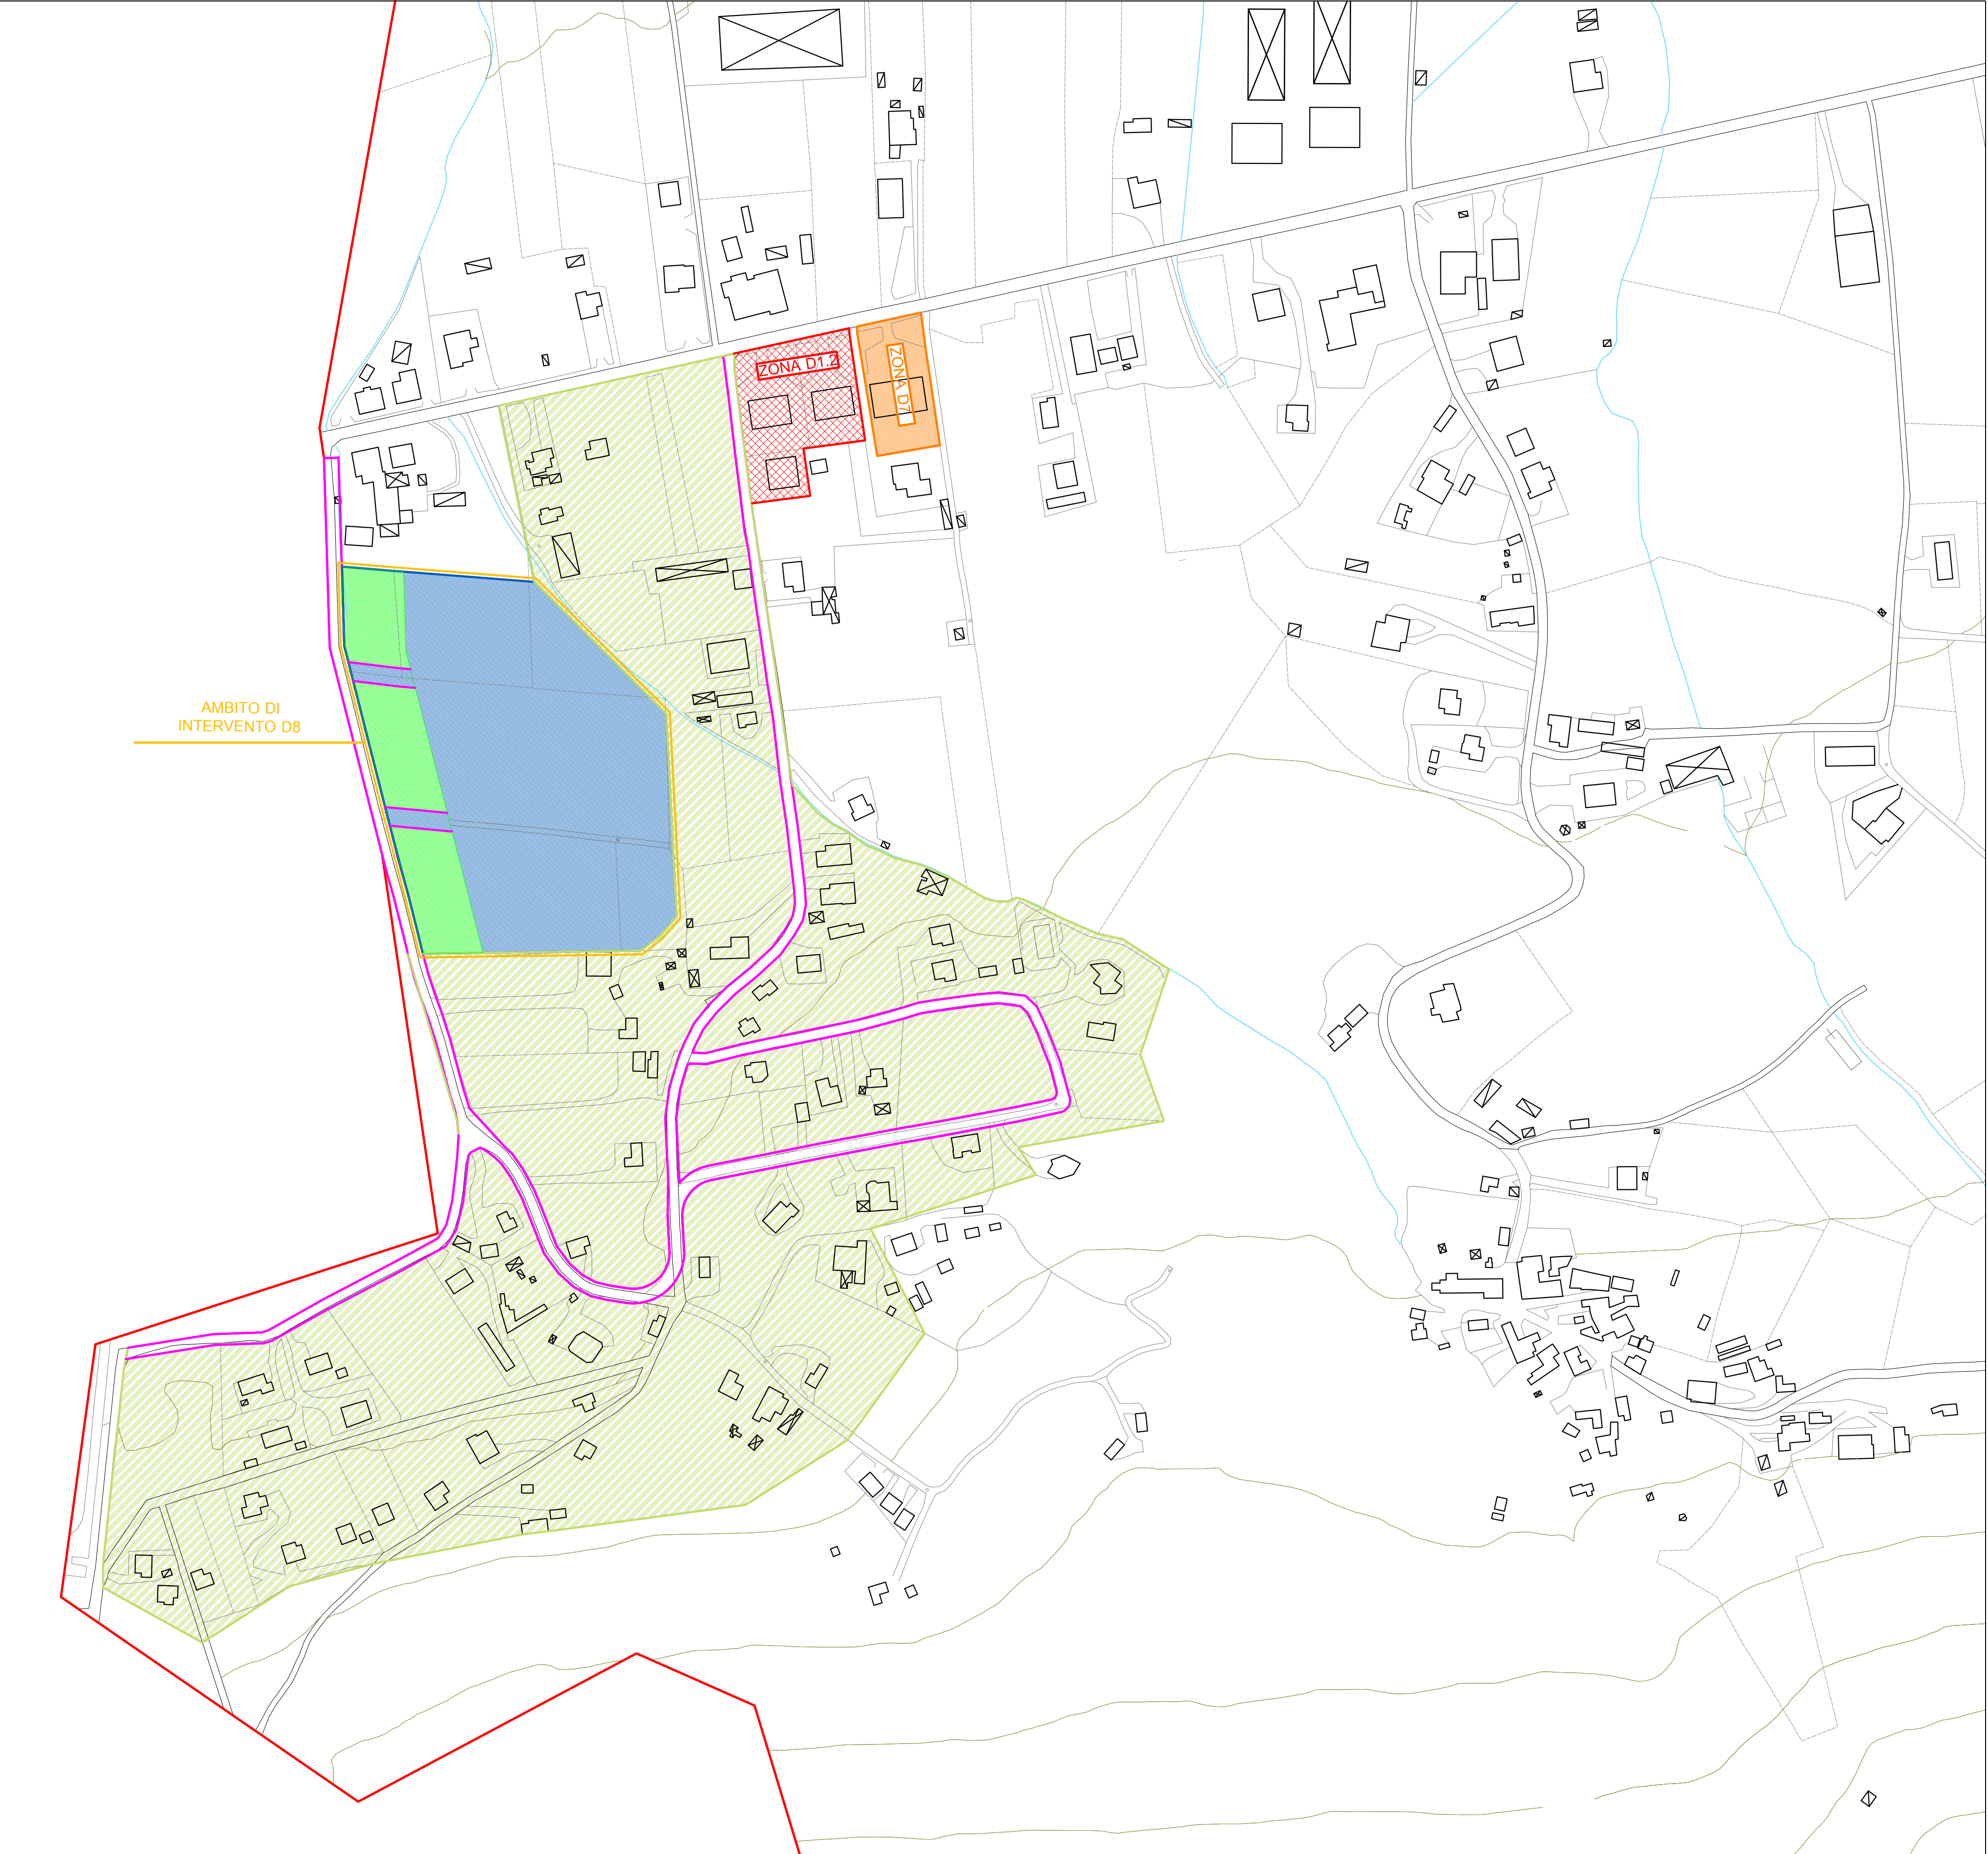 ZONA D1.2
ZONA D7
AMBITO DI
INTERVENTO D8